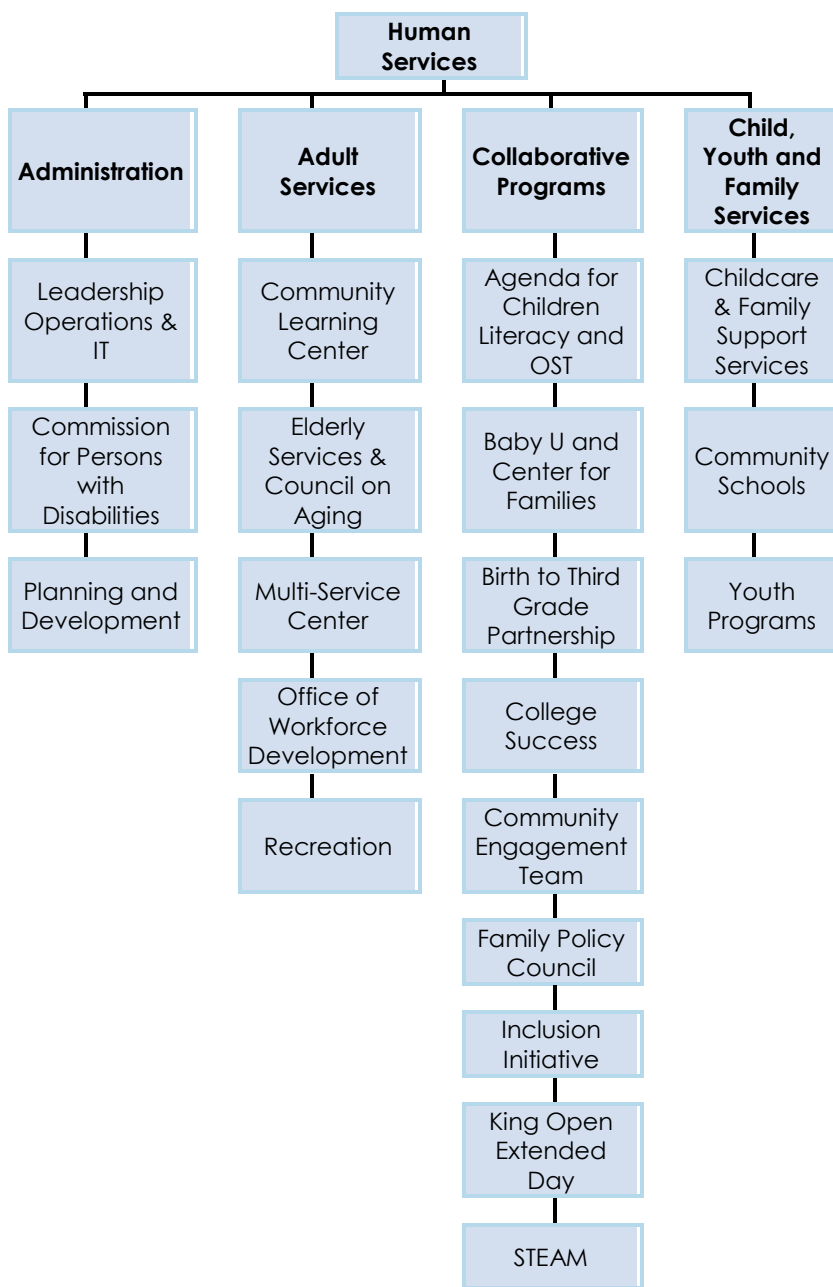 Human
Services
Administration
Leadership
Operations &
IT
Commission
for Persons
with
Disabilities
Planning and
Development
Adult
Services
Community
Learning
Center
Elderly
Services &
Council on
Aging
Multi-Service
Center
Office of
Workforce
Development
Recreation
Collaborative
Programs
Agenda for
Children
Literacy and
OST
Baby U and
Center for
Families
Birth to Third
Grade
Partnership
College
Success
Community
Engagement
Team
Family Policy
Council
Inclusion
Initiative
King Open
Extended
Day
STEAM
Child,
Youth and
Family
Services
Childcare
& Family
Support
Services
Community
Schools
Youth
Programs